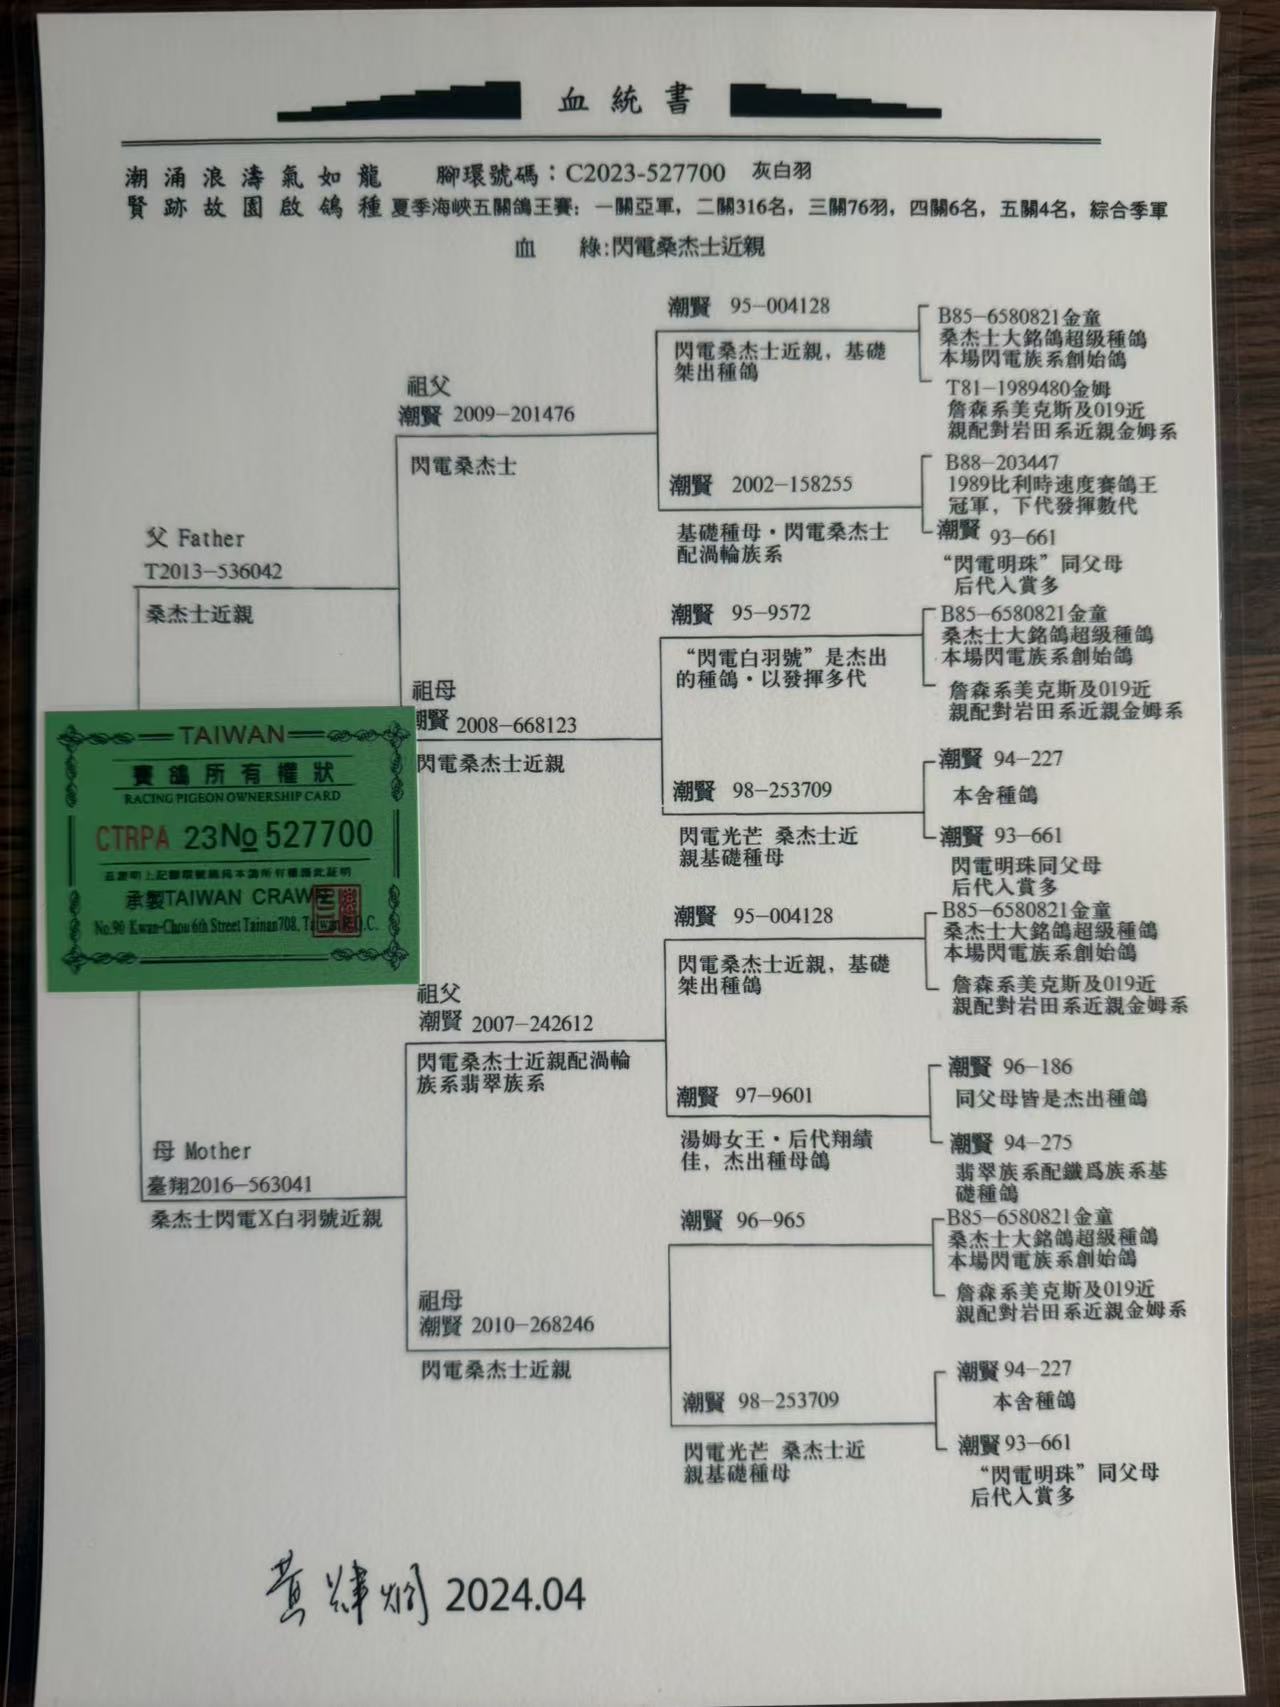 血統書
潮涌浪濤氣如龍 腳環號碼：C2023-527700 灰白羽
賢跡故園啟鴿種 夏季海峽五關鴿王賽：一關亞軍，二關316名，三關76羽，四關6名，五關4名，綜合季軍
血 綠:閃電桑杰士近親
父 Father
T2013-536042
桑杰士近親
祖父
潮賢 2009-201476
閃電桑杰士
潮賢 95-004128
閃電桑杰士近親，基礎
桀出種鴿
B85-6580821金童
桑杰士大銘鴿超級種鴿
本場閃電族系創始鴿
T81-1989480金姆
詹森系美克斯及019近
親配對岩田系近親金姆系
潮賢 2002-158255
基礎種母·閃電桑杰士
配渦輪族系
B88-203447
1989比利時速度賽鴿王
冠軍，下代發揮數代
潮賢 93-661
“閃電明珠”同父母
后代入賞多
祖母
潮賢 2008-668123
閃電桑杰士近親
潮賢 95-9572
“閃電白羽號”是杰出
的種鴿·以發揮多代
B85-6580821金童
桑杰士大銘鴿超級種鴿
本場閃電族系創始鴿
詹森系美克斯及019近
親配對岩田系近親金姆系
潮賢 98-253709
閃電光芒 桑杰士近
親基礎種母
潮賢 94-227
本舍種鴿
潮賢 93-661
閃電明珠同父母
后代入賞多
TAIWAN
賽鴿所有權狀
RACING PIGEON OWNERSHIP CARD
CTRPA 23No 527700
承製TAIWAN CRAW
No.90 Kwan-Chou 6th Street Tainan 708, Taiwan R.O.C.
母 Mother
臺翔2016-563041
桑杰士閃電X白羽號近親
祖父
潮賢 2007-242612
閃電桑杰士近親配渦輪
族系翡翠族系
潮賢 95-004128
閃電桑杰士近親，基礎
桀出種鴿
B85-6580821金童
桑杰士大銘鴿超級種鴿
本場閃電族系創始鴿
詹森系美克斯及019近
親配對岩田系近親金姆系
潮賢 97-9601
湯姆女王·后代翔績
佳，杰出種母鴿
潮賢 96-186
同父母皆是杰出種鴿
潮賢 94-275
翡翠族系配鐵爲族系基
礎種鴿
祖母
潮賢 2010-268246
閃電桑杰士近親
潮賢 96-965
B85-6580821金童
桑杰士大銘鴿超級種鴿
本場閃電族系創始鴿
詹森系美克斯及019近
親配對岩田系近親金姆系
潮賢 98-253709
閃電光芒 桑杰士近
親基礎種母
潮賢 94-227
本舍種鴿
潮賢 93-661
“閃電明珠”同父母
后代入賞多
黃輝炯 2024.04